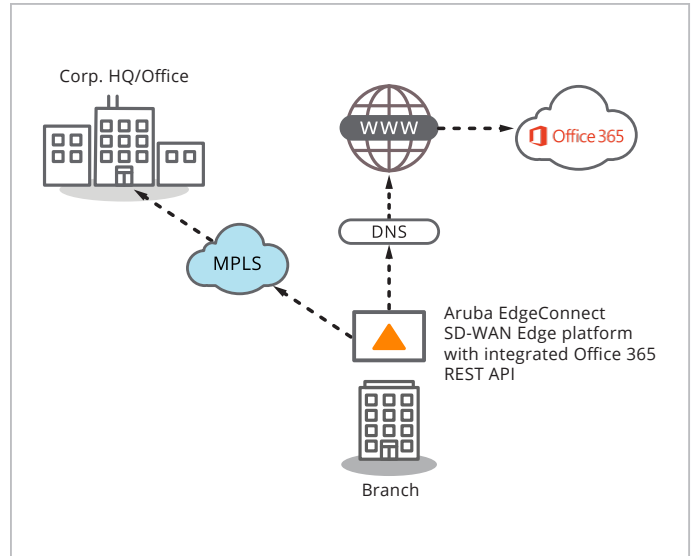 Corp. HQ/Office
WWW
Office 365
DNS
MPLS
Aruba EdgeConnect
SD-WAN Edge platform
with integrated Office 365
REST API
Branch